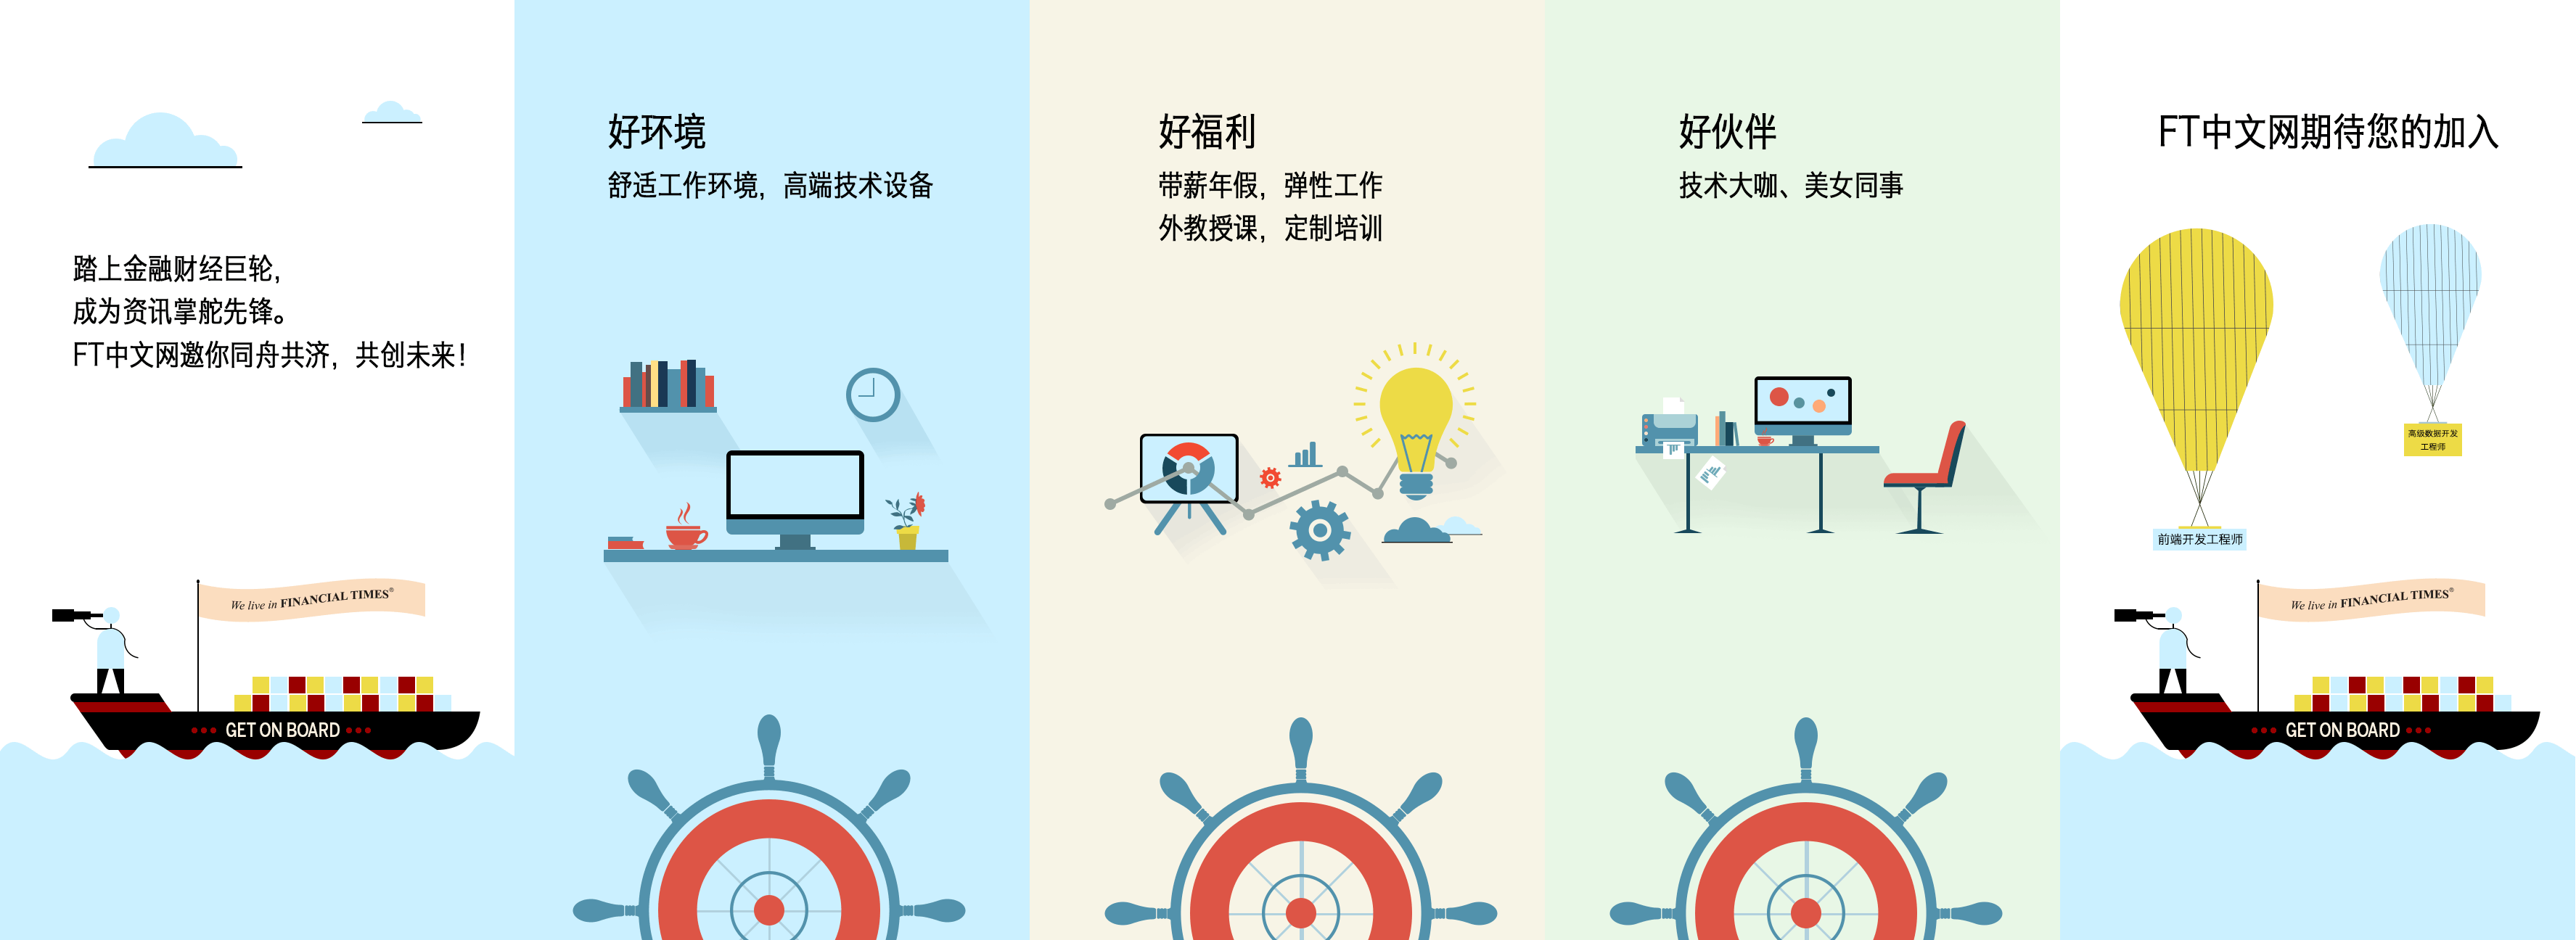 踏上金融财经巨轮，
成为资讯掌舵先锋。
FT中文网邀你同舟共济，共创未来！
We live in FINANCIAL TIMES®
GET ON BOARD
好环境
舒适工作环境，高端技术设备
好福利
带薪年假，弹性工作
外教授课，定制培训
好伙伴
技术大咖、美女同事
FT中文网期待您的加入
高级数据开发
工程师
前端开发工程师
We live in FINANCIAL TIMES®
GET ON BOARD